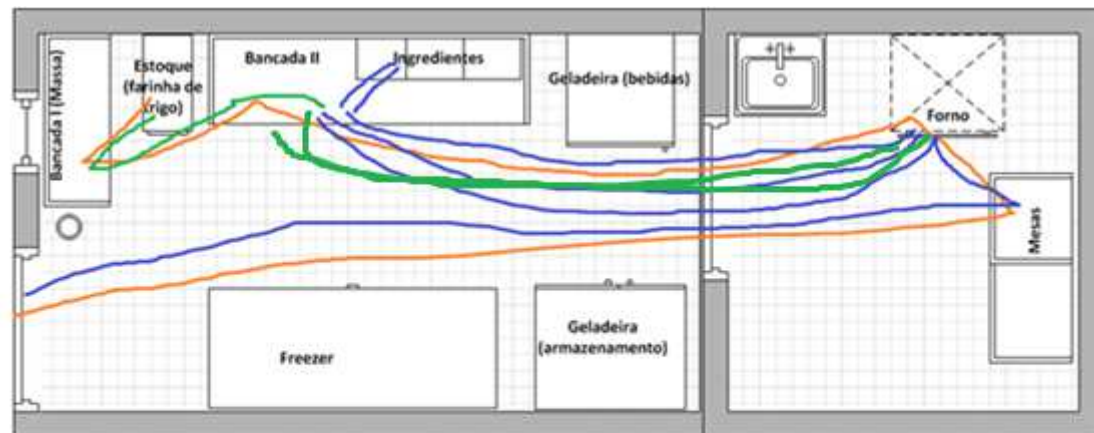 Bancada I (Massa)
Estoque
(farinha de
trigo)
Bancada II
Ingredientes
Geladeira (bebidas)
Forno
Mesas
Freezer
Geladeira
(armazenamento)